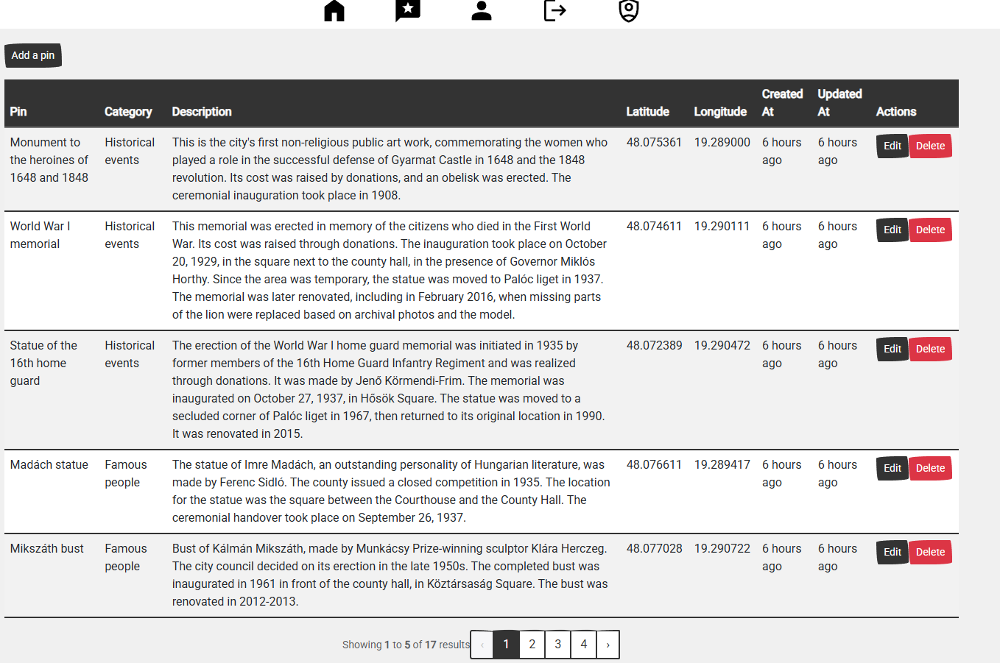 Add a pin
Pin Category Description Latitude Longitude Created At Updated At Actions
Monument to the heroines of 1648 and 1848
Historical events
This is the city's first non-religious public art work, commemorating the women who
played a role in the successful defense of Gyarmat Castle in 1648 and the 1848
revolution. Its cost was raised by donations, and an obelisk was erected. The
ceremonial inauguration took place in 1908.
48.075361 19.289000 6 hours ago 6 hours ago Edit Delete
World War I memorial
Historical events
This memorial was erected in memory of the citizens who died in the First World
War. Its cost was raised through donations. The inauguration took place on October
20, 1929, in the square next to the county hall, in the presence of Governor Miklós
Horthy. Since the area was temporary, the statue was moved to Palóc liget in 1937.
The memorial was later renovated, including in February 2016, when missing parts
of the lion were replaced based on archival photos and the model.
48.074611 19.290111 6 hours ago 6 hours ago Edit Delete
Statue of the 16th home guard
Historical events
The erection of the World War I home guard memorial was initiated in 1935 by
former members of the 16th Home Guard Infantry Regiment and was realized
through donations. It was made by Jenő Körmendi-Frim. The memorial was
inaugurated on October 27, 1937, in Hősök Square. The statue was moved to a
secluded corner of Palóc liget in 1967, then returned to its original location in 1990.
It was renovated in 2015.
48.072389 19.290472 6 hours ago 6 hours ago Edit Delete
Madách statue
Famous people
The statue of Imre Madách, an outstanding personality of Hungarian literature, was
made by Ferenc Sidló. The county issued a closed competition in 1935. The location
for the statue was the square between the Courthouse and the County Hall. The
ceremonial handover took place on September 26, 1937.
48.076611 19.289417 6 hours ago 6 hours ago Edit Delete
Mikszáth bust
Famous people
Bust of Kálmán Mikszáth, made by Munkácsy Prize-winning sculptor Klára Herczeg.
The city council decided on its erection in the late 1950s. The completed bust was
inaugurated in 1961 in front of the county hall, in Köztársaság Square. The bust was
renovated in 2012-2013.
48.077028 19.290722 6 hours ago 6 hours ago Edit Delete
Showing 1 to 5 of 17 results ‹ 1 2 3 4 ›